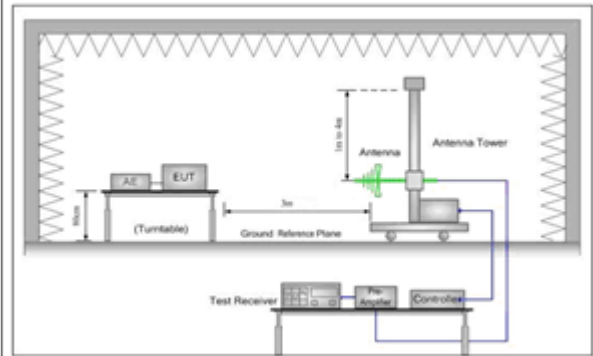 1m to 4m
Antenna Tower
Antenna
AE
EUT
80cm
3m
(Turntable)
Ground Reference Plane
Test Receiver
Pre-
Amplifier
Controller